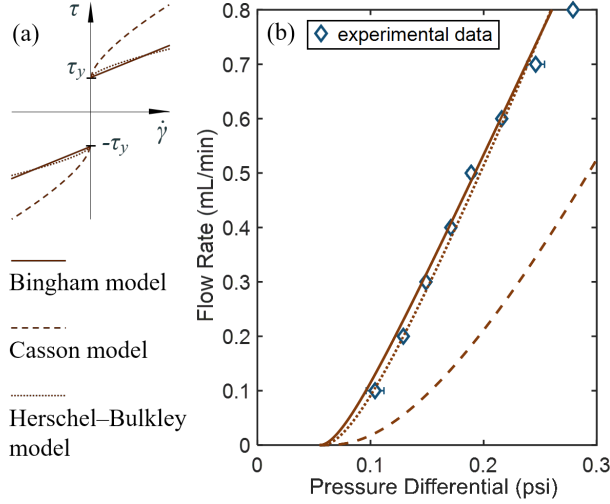 (a)
τ
τy
γ̇
-τy
Bingham model
Casson model
Herschel–Bulkley
model
(b)
experimental data
Flow Rate (mL/min)
0.8
0.7
0.6
0.5
0.4
0.3
0.2
0.1
0
0
0.1
0.2
0.3
Pressure Differential (psi)